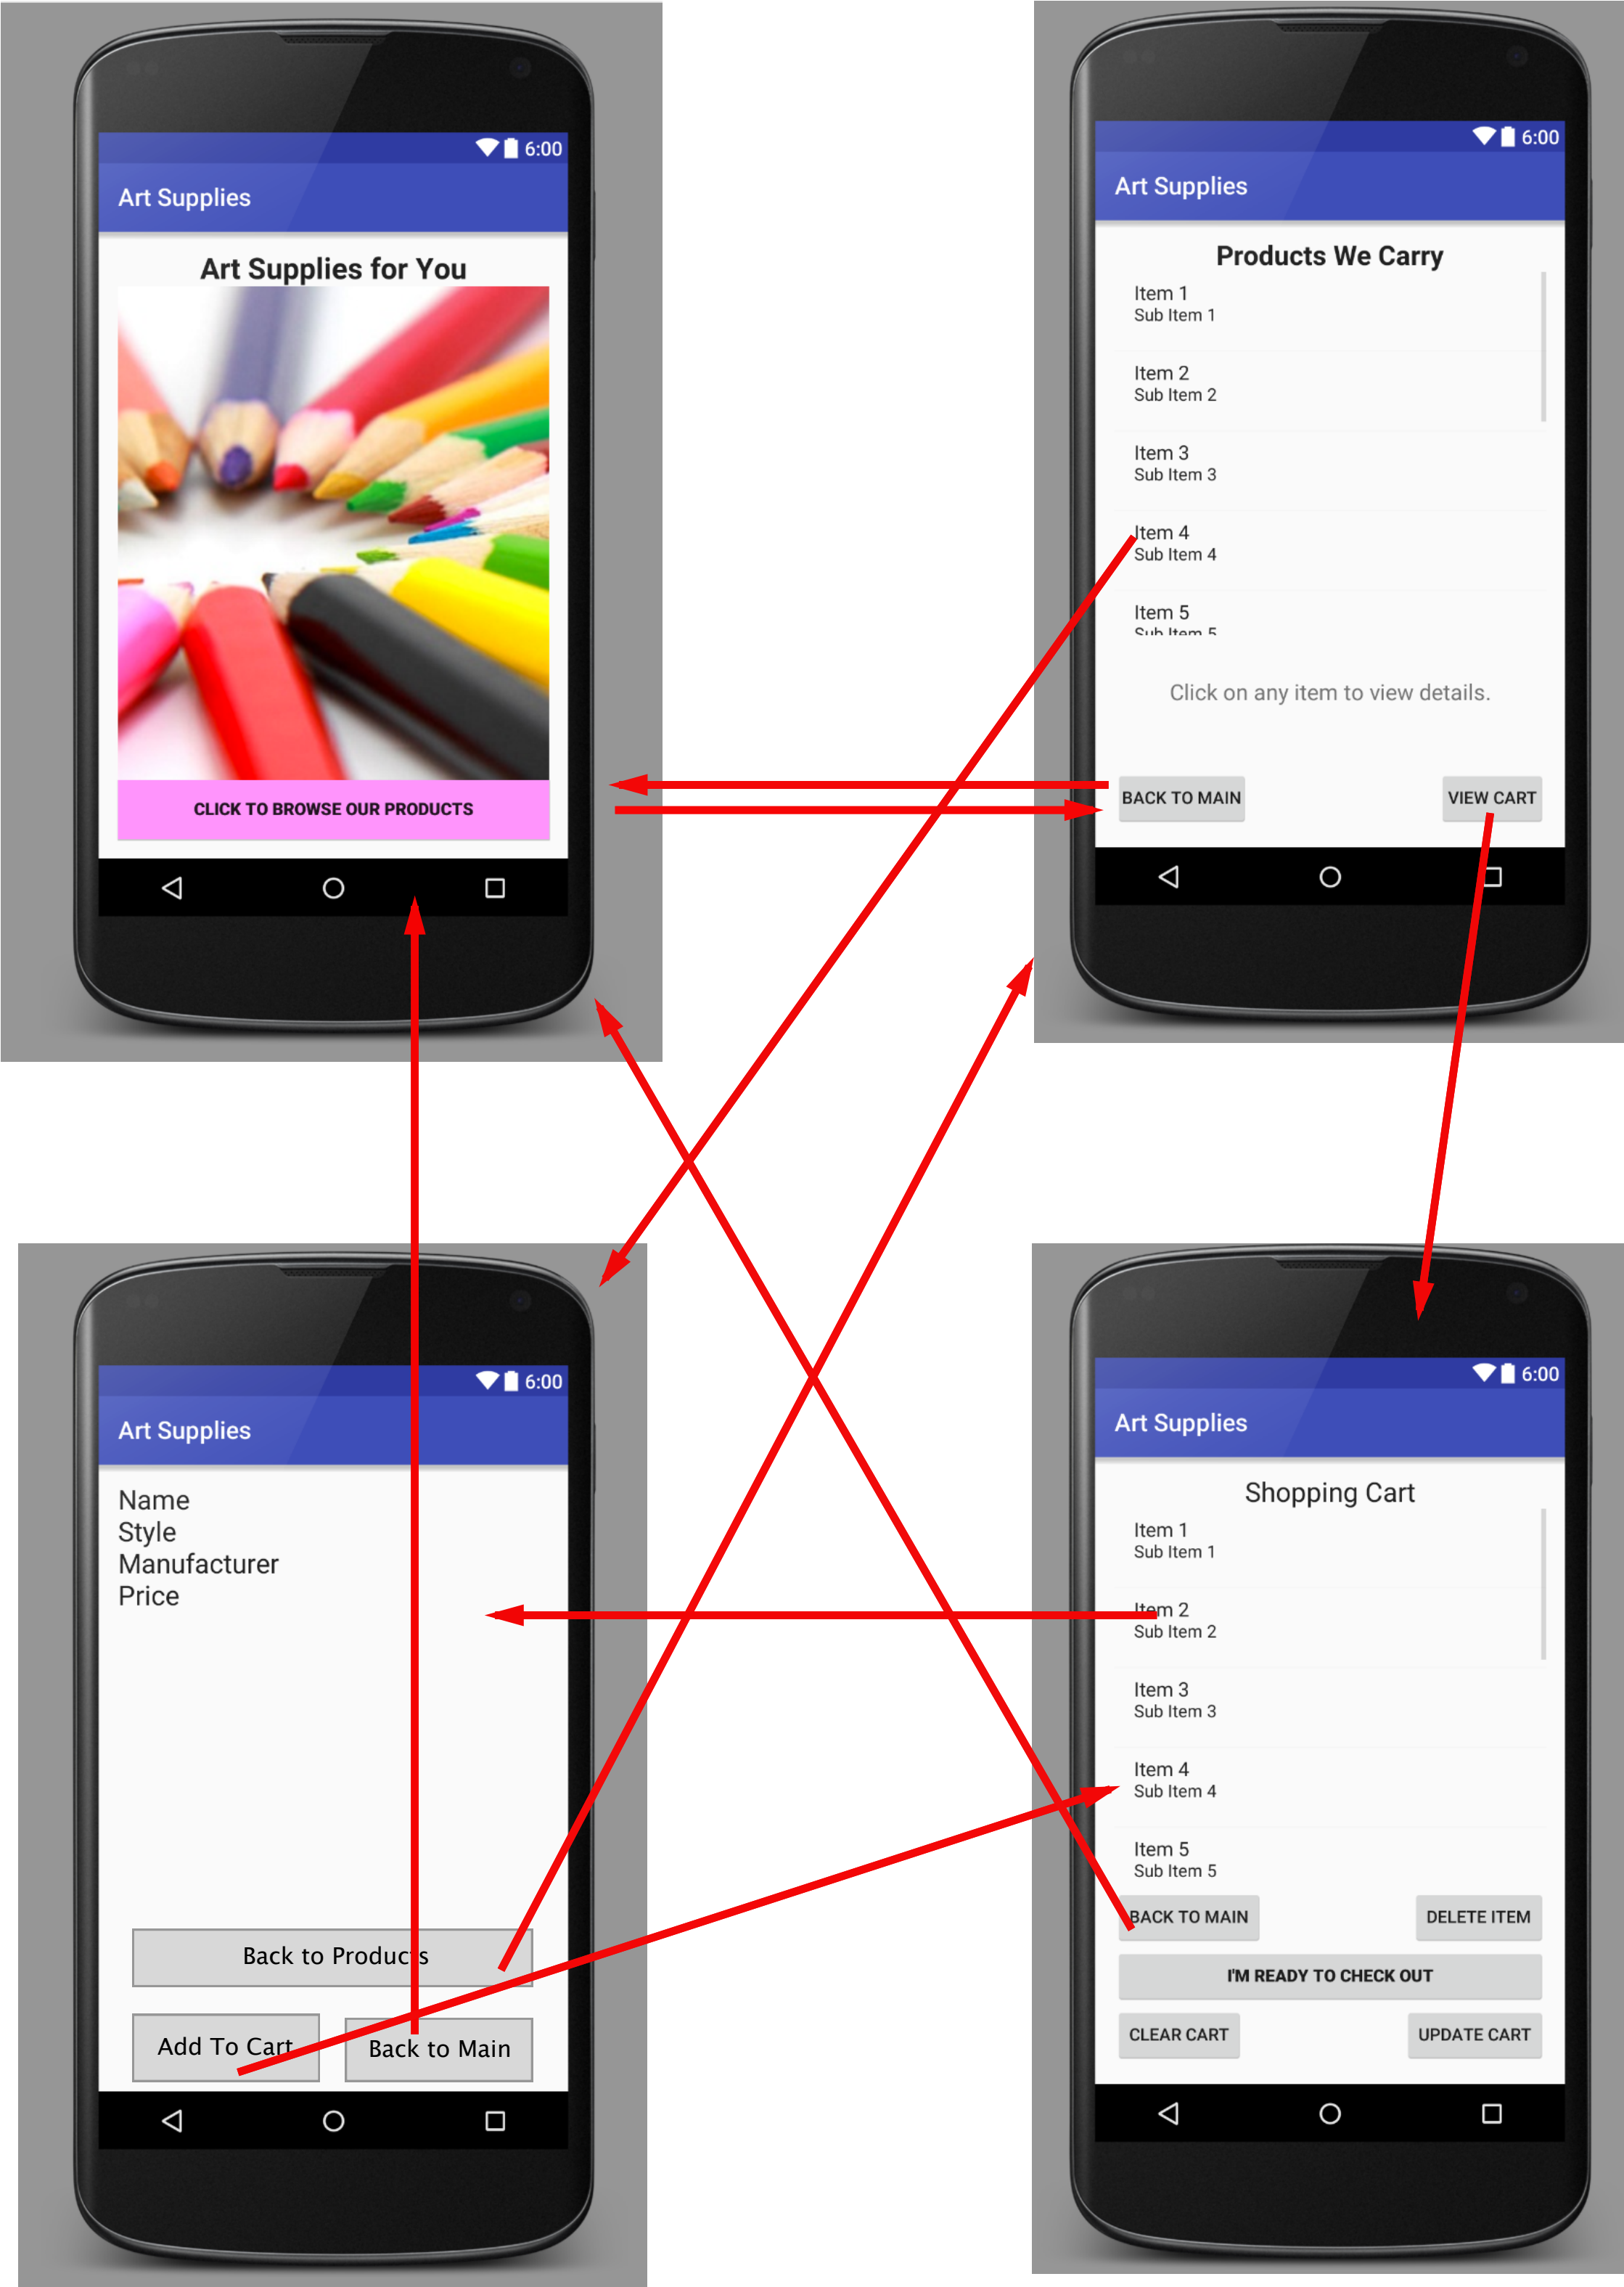 6:00
Art Supplies
Art Supplies for You
CLICK TO BROWSE OUR PRODUCTS
6:00
Art Supplies
Products We Carry
Item 1
Sub Item 1
Item 2
Sub Item 2
Item 3
Sub Item 3
Item 4
Sub Item 4
Item 5
Sub Item 5
Click on any item to view details.
BACK TO MAIN
VIEW CART
6:00
Art Supplies
Name
Style
Manufacturer
Price
Back to Products
Add To Cart
Back to Main
6:00
Art Supplies
Shopping Cart
Item 1
Sub Item 1
Item 2
Sub Item 2
Item 3
Sub Item 3
Item 4
Sub Item 4
Item 5
Sub Item 5
BACK TO MAIN
DELETE ITEM
I'M READY TO CHECK OUT
CLEAR CART
UPDATE CART